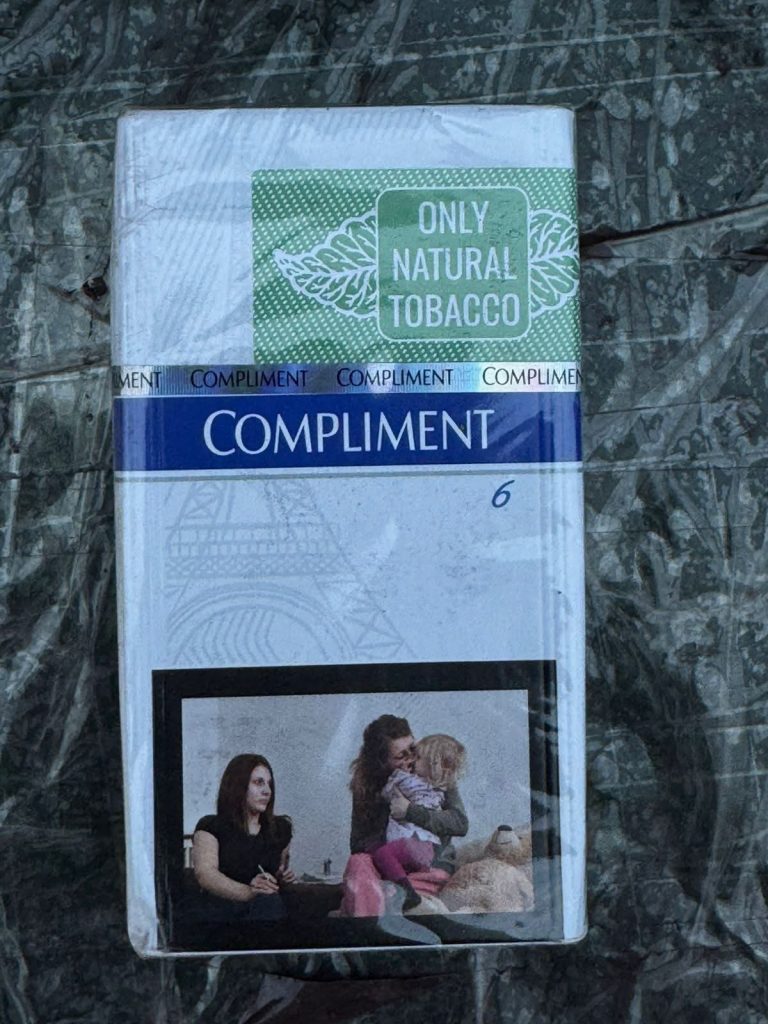 ONLY
NATURAL
TOBACCO
MENT COMPLIMENT COMPLIMENT COMPLIMEN
COMPLIMENT
6